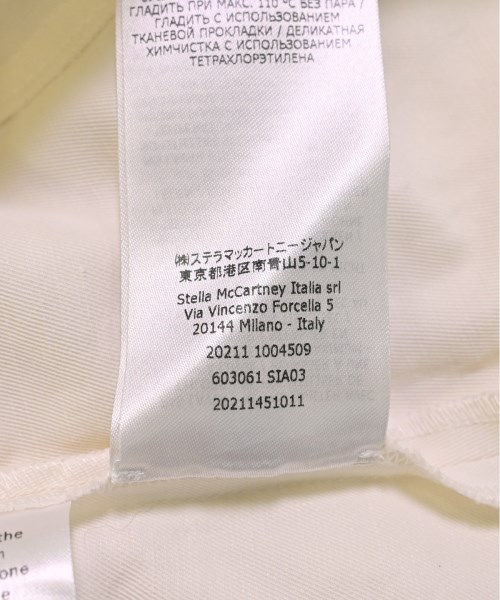 ГЛАДИТЬ ПРИ МАКС. 110 ºC БЕЗ ПАРА /
ГЛАДИТЬ С ИСПОЛЬЗОВАНИЕМ
ТКАНЕВОЙ ПРОКЛАДКИ / ДЕЛИКАТНАЯ
ХИМЧИСТКА С ИСПОЛЬЗОВАНИЕМ
ТЕТРАХЛОРЭТИЛЕНА
㈱ステラマッカートニージャパン
東京都港区南青山5-10-1
Stella McCartney Italia srl
Via Vincenzo Forcella 5
20144 Milano - Italy
20211 1004509
603061 SIA03
20211451011
the
one